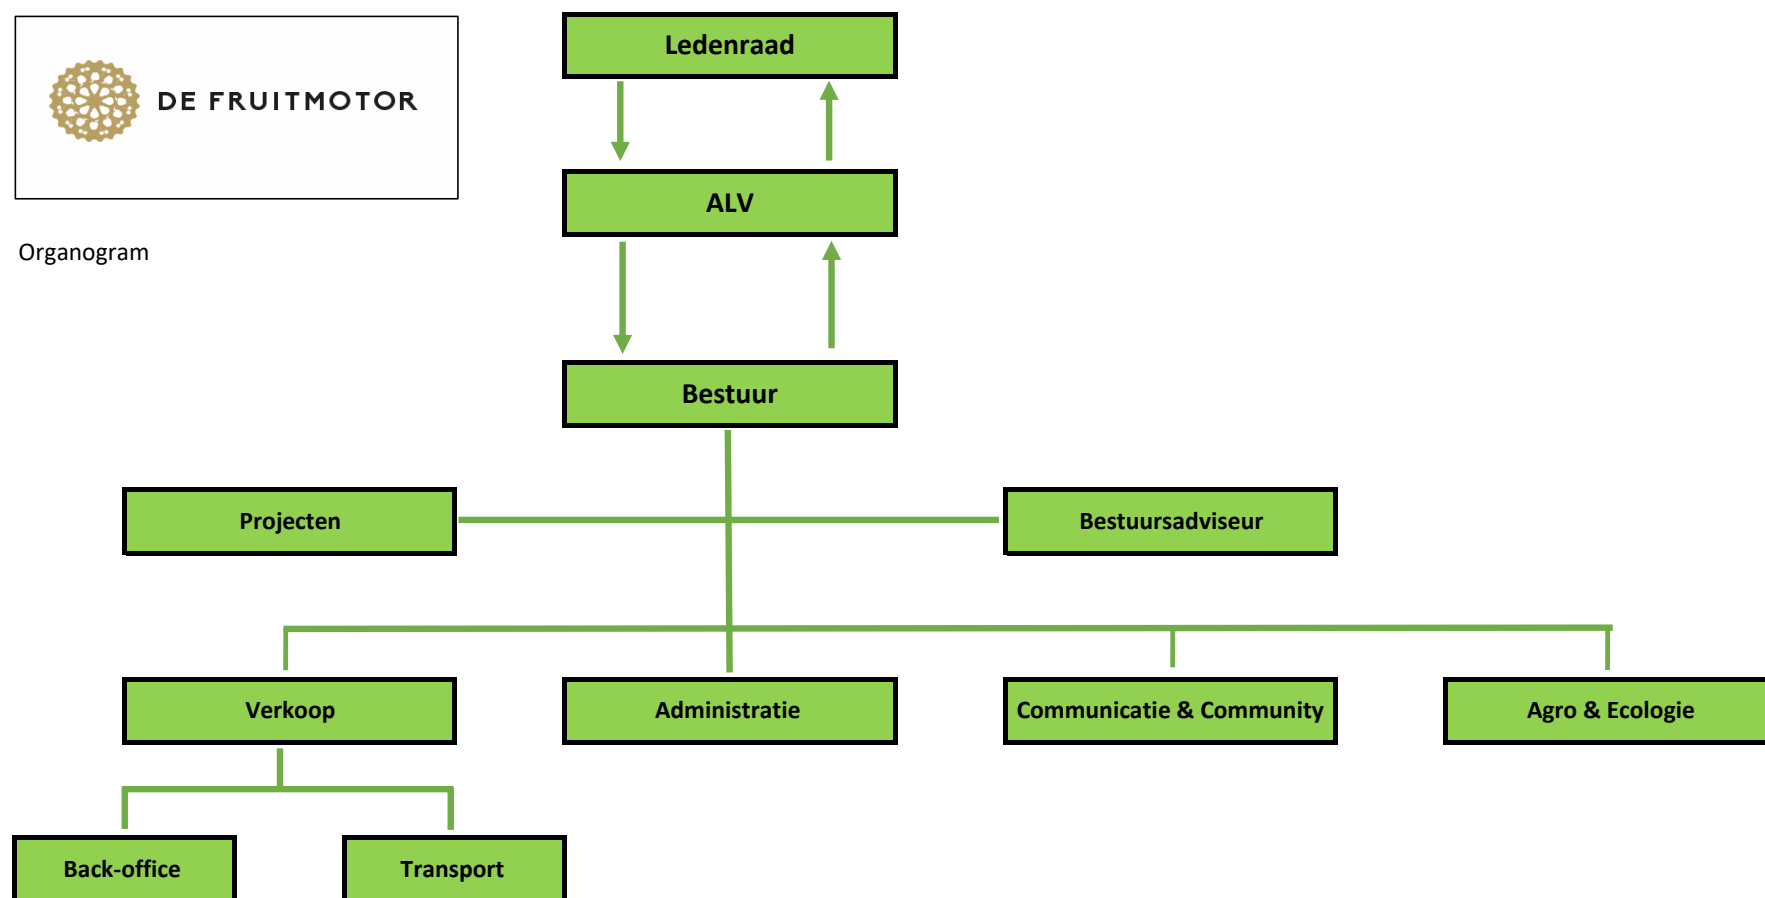 DE FRUITMOTOR
Organogram
Ledenraad
ALV
Bestuur
Projecten
Bestuursadviseur
Verkoop
Administratie
Communicatie & Community
Agro & Ecologie
Back-office
Transport